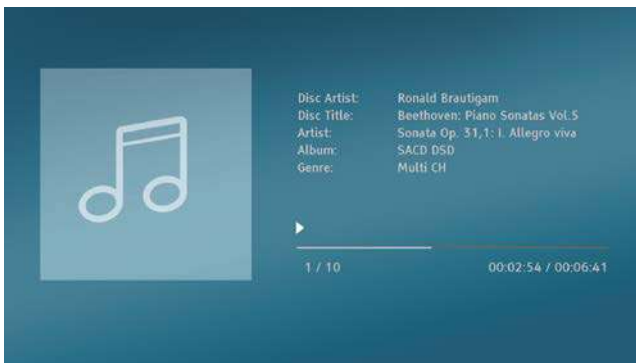 Disc Artist: Ronald Brautigam
Disc Title: Beethoven: Piano Sonatas Vol.5
Artist: Sonata Op. 31,1: I. Allegro viva
Album: SACD DSD
Genre: Multi CH
1 / 10 00:02:54 / 00:06:41